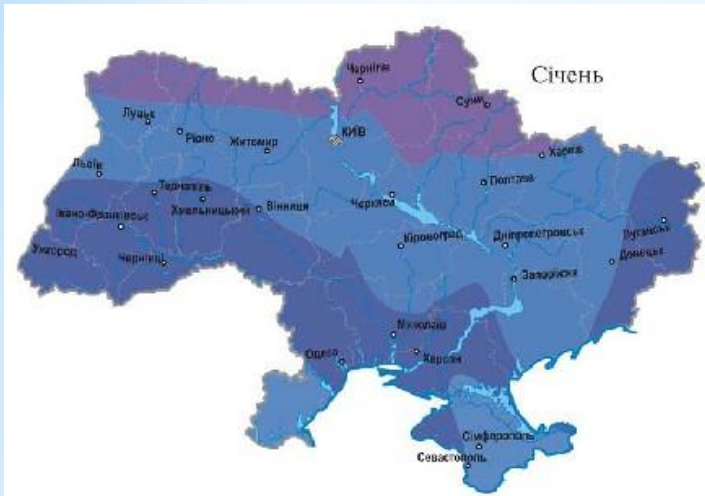 Січень
Чернігів
Суми
Луцьк
Рівно
Житомир
КИЇВ
Харків
Львів
Тернопіль
Хмельницький
Вінниця
Черкаси
Полтава
Івано-Франківськ
Ужгород
Чернівці
Кіровоград
Дніпропетровськ
Луганськ
Донецьк
Запоріжжя
Миколаїв
Одеса
Херсон
Сімферополь
Севастополь